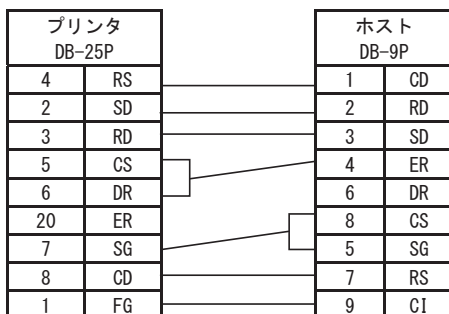 プリンタ ホスト
DB-25P DB-9P
4 RS 1 CD
2 SD 2 RD
3 RD 3 SD
5 CS 4 ER
6 DR 6 DR
20 ER 8 CS
7 SG 5 SG
8 CD 7 RS
1 FG 9 CI